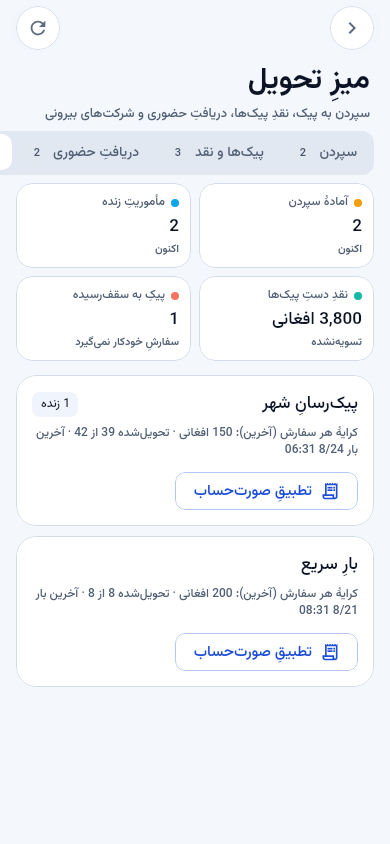 میزِ تحویل
سپردن به پیک، نقدِ پیک‌ها، دریافتِ حضوری و شرکت‌های بیرونی
سپردن 2 پیک‌ها و نقد 3 دریافتِ حضوری 2
آمادهٔ سپردن
2
اکنون
مأموریتِ زنده
2
اکنون
نقدِ دستِ پیک‌ها
3,800 افغانی
تسویه‌نشده
پیکِ به سقف‌رسیده
1
سفارشِ خودکار نمی‌گیرد
پیک‌رسانِ شهر
1 زنده
کرایهٔ هر سفارش (آخرین): 150 افغانی · تحویل‌شده 39 از 42 · آخرین
بار 8/24 06:31
تطبیقِ صورت‌حساب
بارِ سریع
کرایهٔ هر سفارش (آخرین): 200 افغانی · تحویل‌شده 8 از 8 · آخرین بار
8/21 08:31
تطبیقِ صورت‌حساب